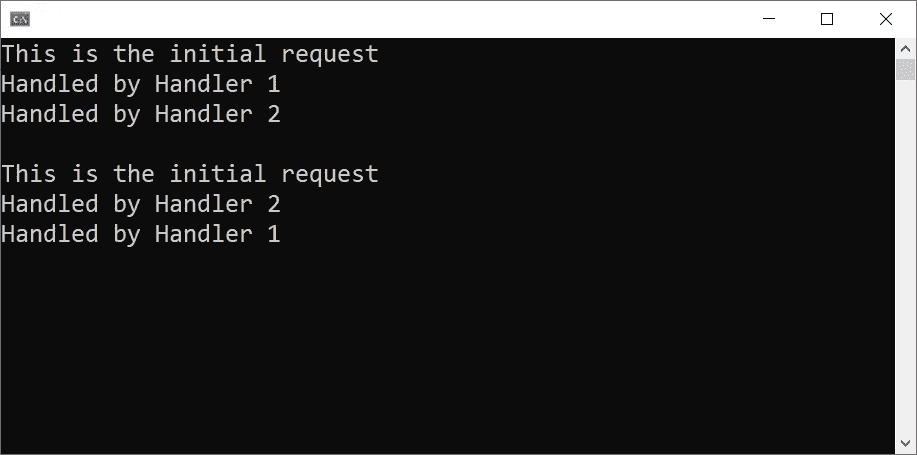 This is the initial request
Handled by Handler 1
Handled by Handler 2

This is the initial request
Handled by Handler 2
Handled by Handler 1